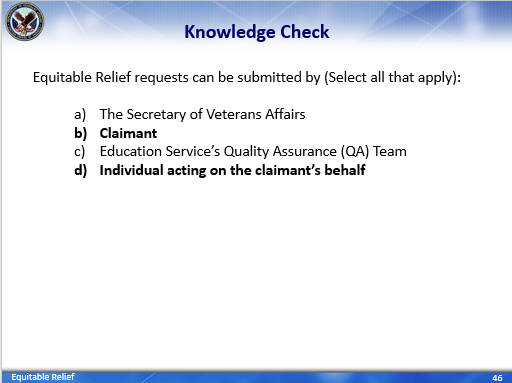 Knowledge Check
Equitable Relief requests can be submitted by (Select all that apply):
a) The Secretary of Veterans Affairs
b) Claimant
c) Education Service's Quality Assurance (QA) Team
d) Individual acting on the claimant's behalf
Equitable Relief
46